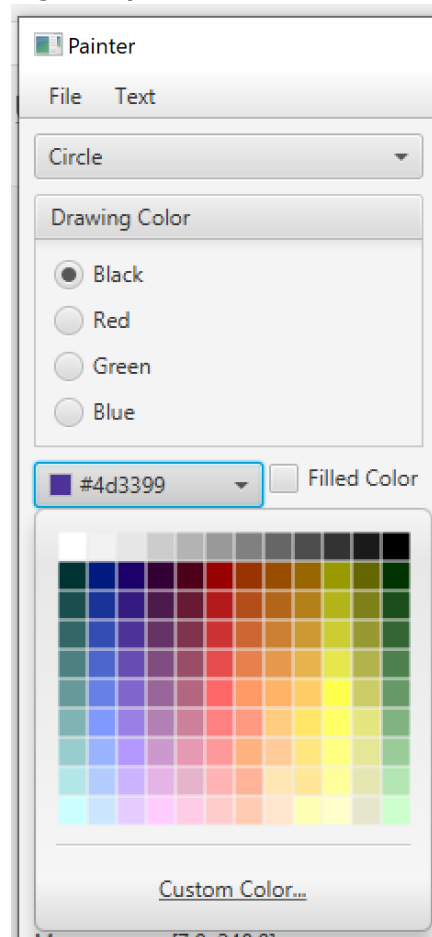 Painter
File Text
Circle
Drawing Color
Black
Red
Green
Blue
#4d3399 Filled Color
Custom Color...